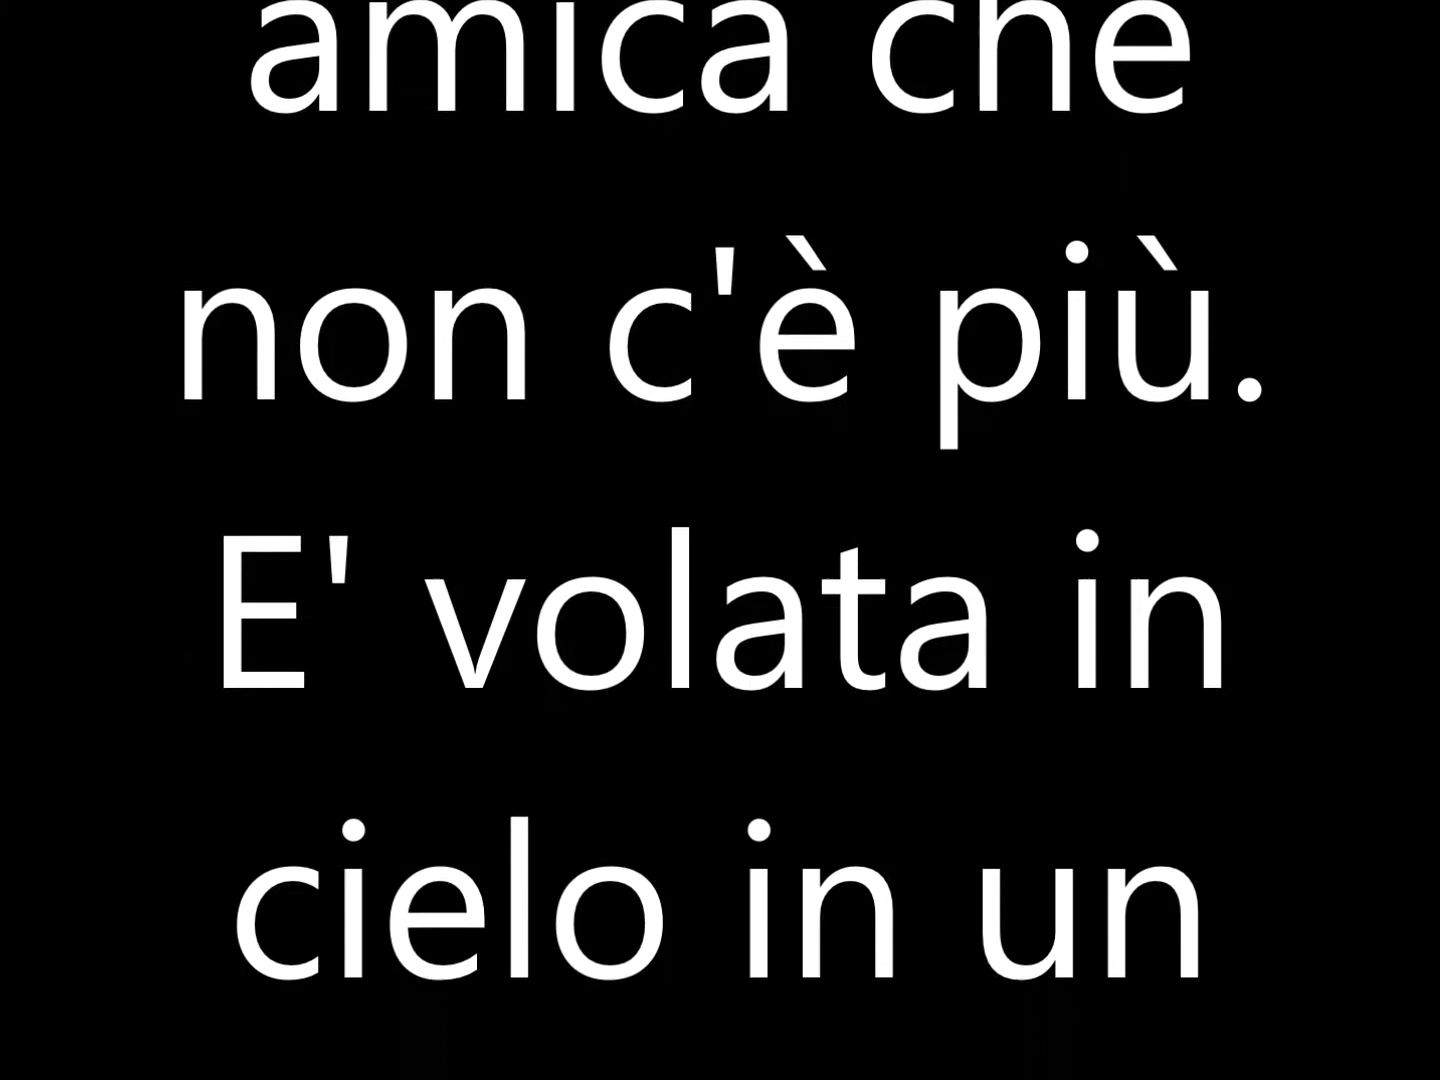 amica che
non c'è più.
E' volata in
cielo in un